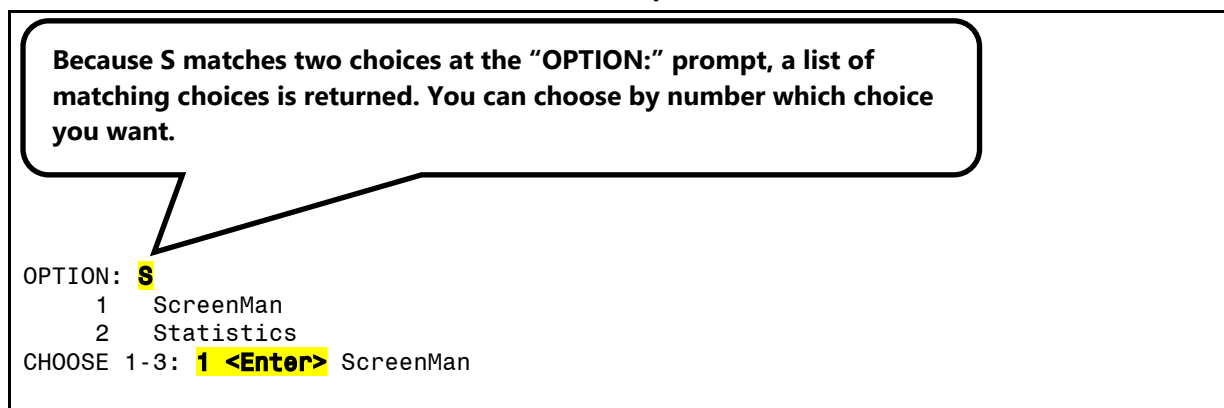 Because S matches two choices at the “OPTION:” prompt, a list of
matching choices is returned. You can choose by number which choice
you want.
OPTION: S
1 ScreenMan
2 Statistics
CHOOSE 1-3: 1 <Enter> ScreenMan